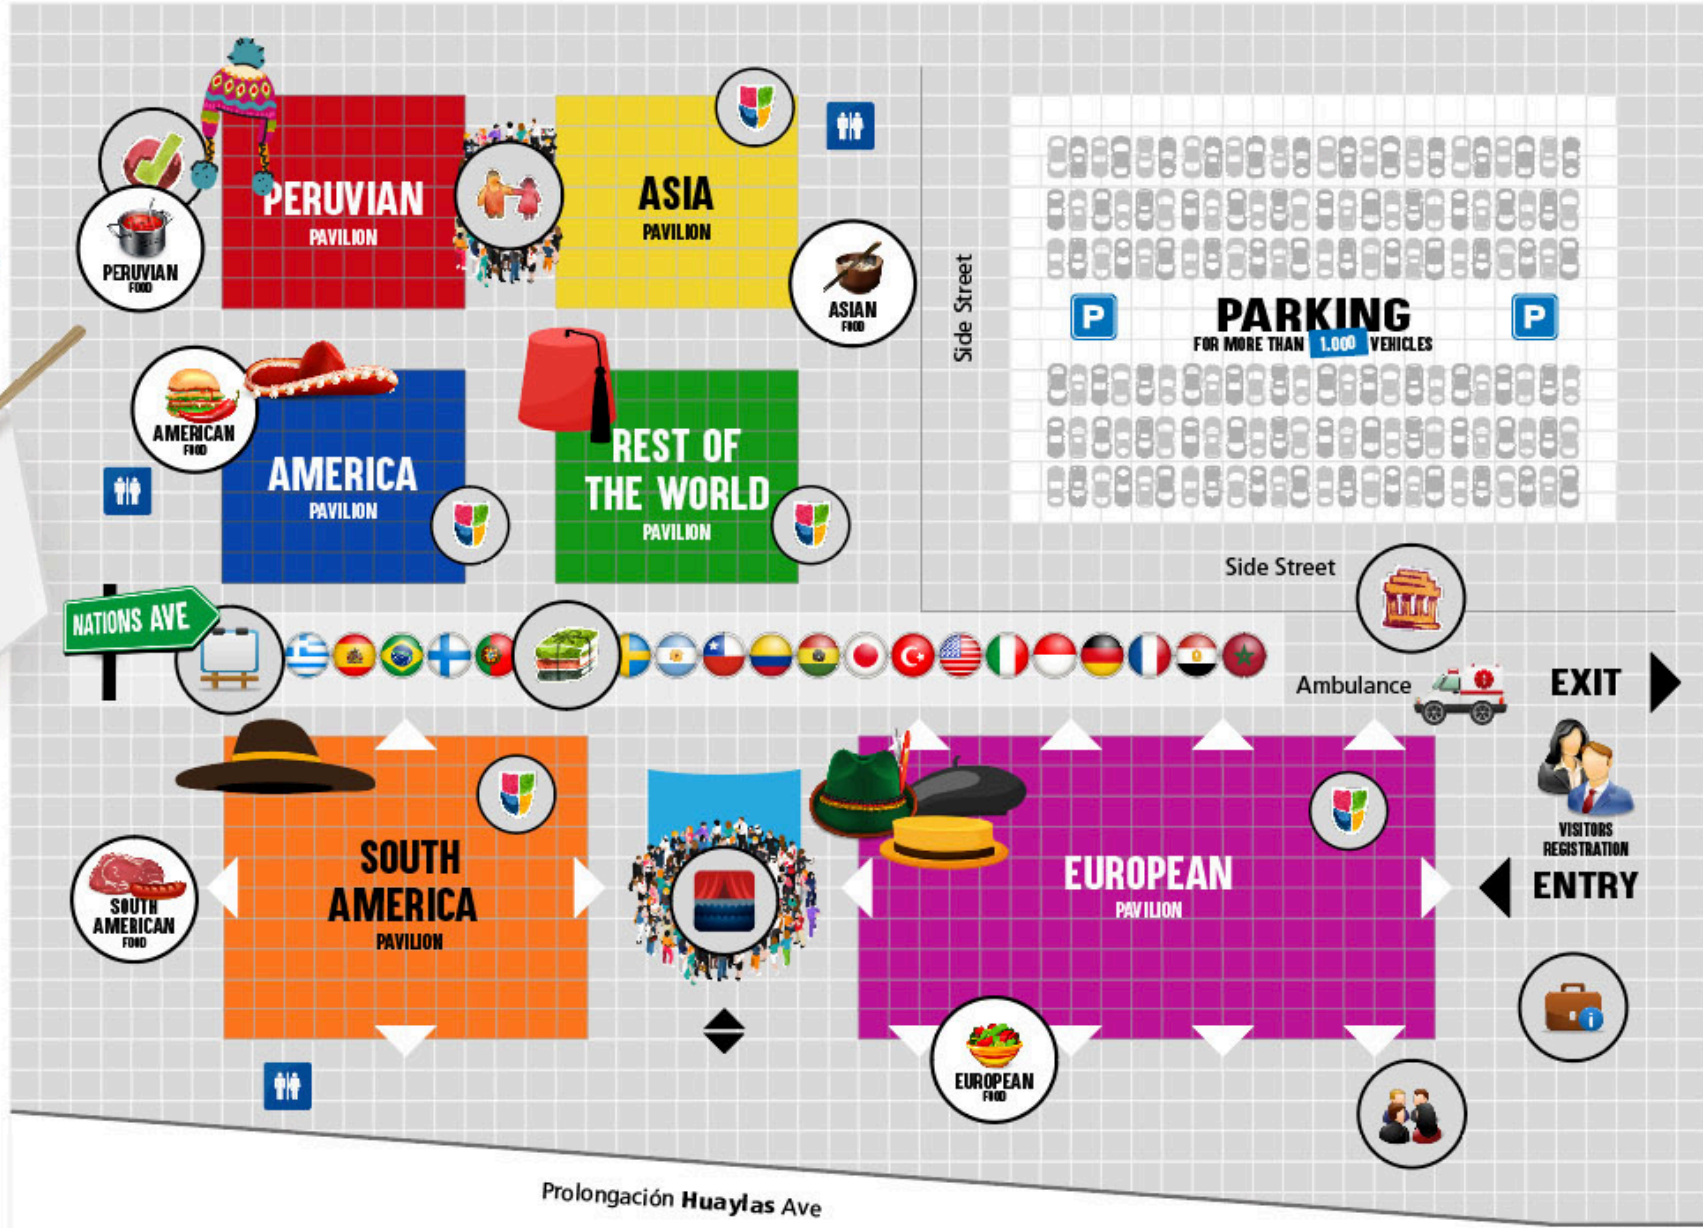 PERUVIAN
PAVILION
ASIA
PAVILION
PERUVIAN
FOOD
ASIAN
FOOD
Side Street
P
PARKING
P
FOR MORE THAN 1.000 VEHICLES
AMERICAN
FOOD
AMERICA
PAVILION
REST OF
THE WORLD
PAVILION
Side Street
NATIONS AVE
Ambulance
EXIT
VISITORS
REGISTRATION
ENTRY
SOUTH
AMERICA
PAVILION
SOUTH
AMERICAN
FOOD
EUROPEAN
PAVILION
i
EUROPEAN
FOOD
Prolongación Huaylas Ave